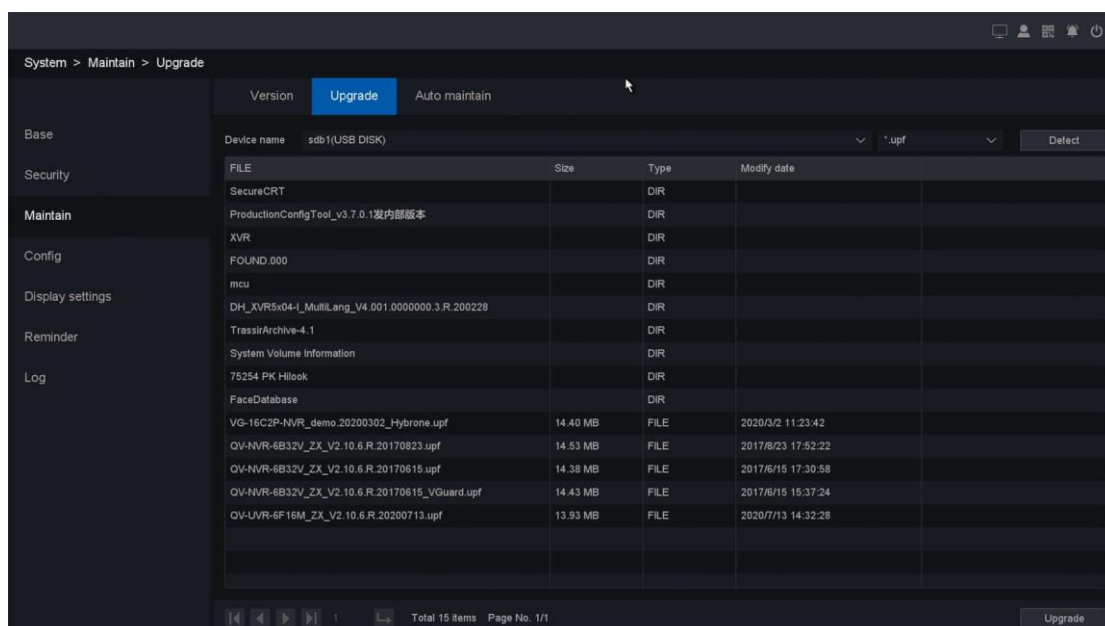 System > Maintain > Upgrade
Version Upgrade Auto maintain
Base
Security
Maintain
Config
Display settings
Reminder
Log
Device name sdb1(USB DISK) *.upf Detect
FILE Size Type Modify date
SecureCRT DIR
ProductionConfigTool_v3.7.0.1发内部版本 DIR
XVR DIR
FOUND.000 DIR
mcu DIR
DH_XVR5x04-I_MultiLang_V4.001.0000000.3.R.200228 DIR
TrassirArchive-4.1 DIR
System Volume Information DIR
75254 PK Hilook DIR
FaceDatabase DIR
VG-16C2P-NVR_demo.20200302_Hybrone.upf 14.40 MB FILE 2020/3/2 11:23:42
QV-NVR-6B32V_ZX_V2.10.6.R.20170823.upf 14.53 MB FILE 2017/8/23 17:52:22
QV-NVR-6B32V_ZX_V2.10.6.R.20170615.upf 14.38 MB FILE 2017/6/15 17:30:58
QV-NVR-6B32V_ZX_V2.10.6.R.20170615_VGuard.upf 14.43 MB FILE 2017/6/15 15:37:24
QV-UVR-6F16M_ZX_V2.10.6.R.20200713.upf 13.93 MB FILE 2020/7/13 14:32:28
1 Total 15 items Page No. 1/1 Upgrade